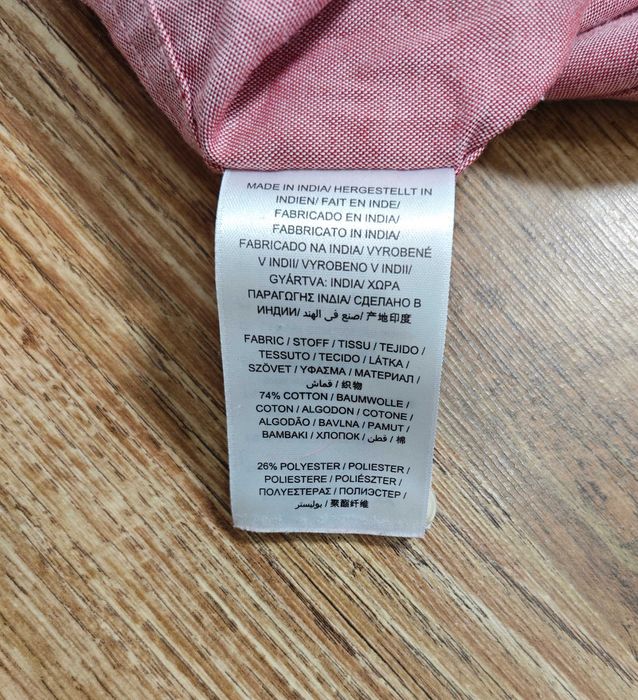 MADE IN INDIA/ HERGESTELLT IN
INDIEN/ FAIT EN INDE/
FABRICADO EN INDIA/
FABBRICATO IN INDIA/
FABRICADO NA INDIA/ VYROBENÉ
V INDII/ VYROBENO V INDII/
GYÁRTVA: INDIA/ ΧΩΡΑ
ΠΑΡΑΓΩΓΗΣ ΙΝΔΙΑ/ СДЕЛАНО В
ИНДИИ/ صنع في الهند/ 产地印度
FABRIC / STOFF / TISSU / TEJIDO /
TESSUTO / TECIDO / LÁTKA /
SZÖVET / ΥΦΑΣΜΑ / МАТЕРИАЛ /
قماش / 织物
74% COTTON / BAUMWOLLE /
COTON / ALGODON / COTONE /
ALGODÃO / BAVLNA / PAMUT /
ΒΑΜΒΑΚΙ / ХЛОПОК / قطن / 棉
26% POLYESTER / POLIESTER /
POLIESTERE / POLIÉSZTER /
ΠΟΛΥΕΣΤΕΡΑΣ / ПОЛИЭСТЕР /
بوليستر / 聚酯纤维